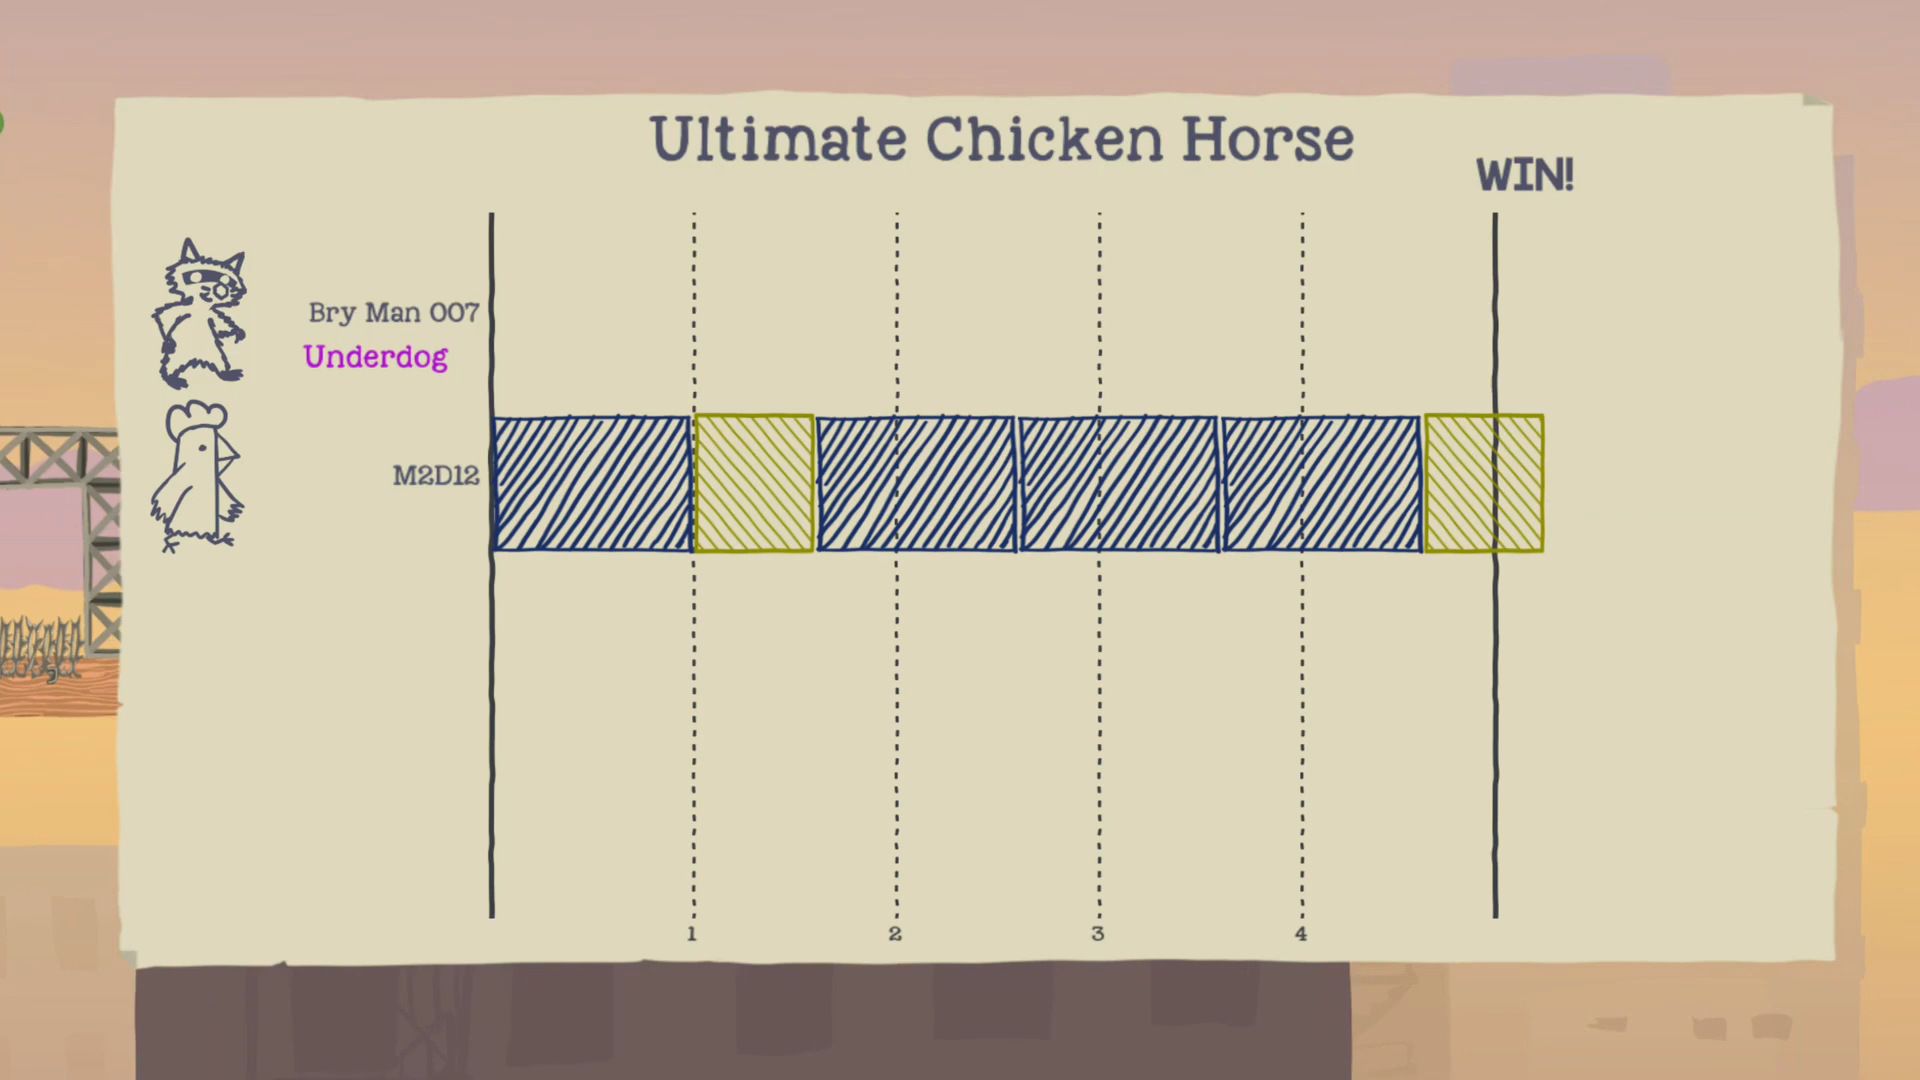 Ultimate Chicken Horse
WIN!
Bry Man 007
Underdog
M2D12
1 2 3 4